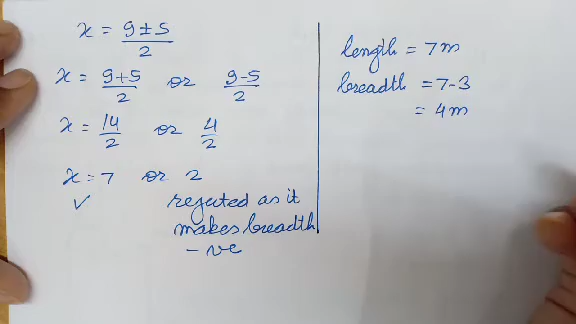 x = 9±5/2
x = 9+5/2 or 9-5/2
x = 14/2 or 4/2
x = 7 or 2
✓ rejected as it
makes breadth
- ve
length = 7m
breadth = 7-3
= 4m